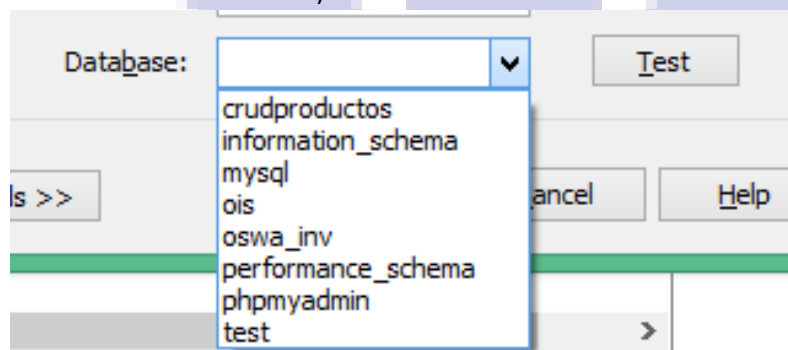 Database:
Test
crudproductos
information_schema
mysql
ois
oswa_inv
performance_schema
phpmyadmin
test
ls >>
ancel
Help